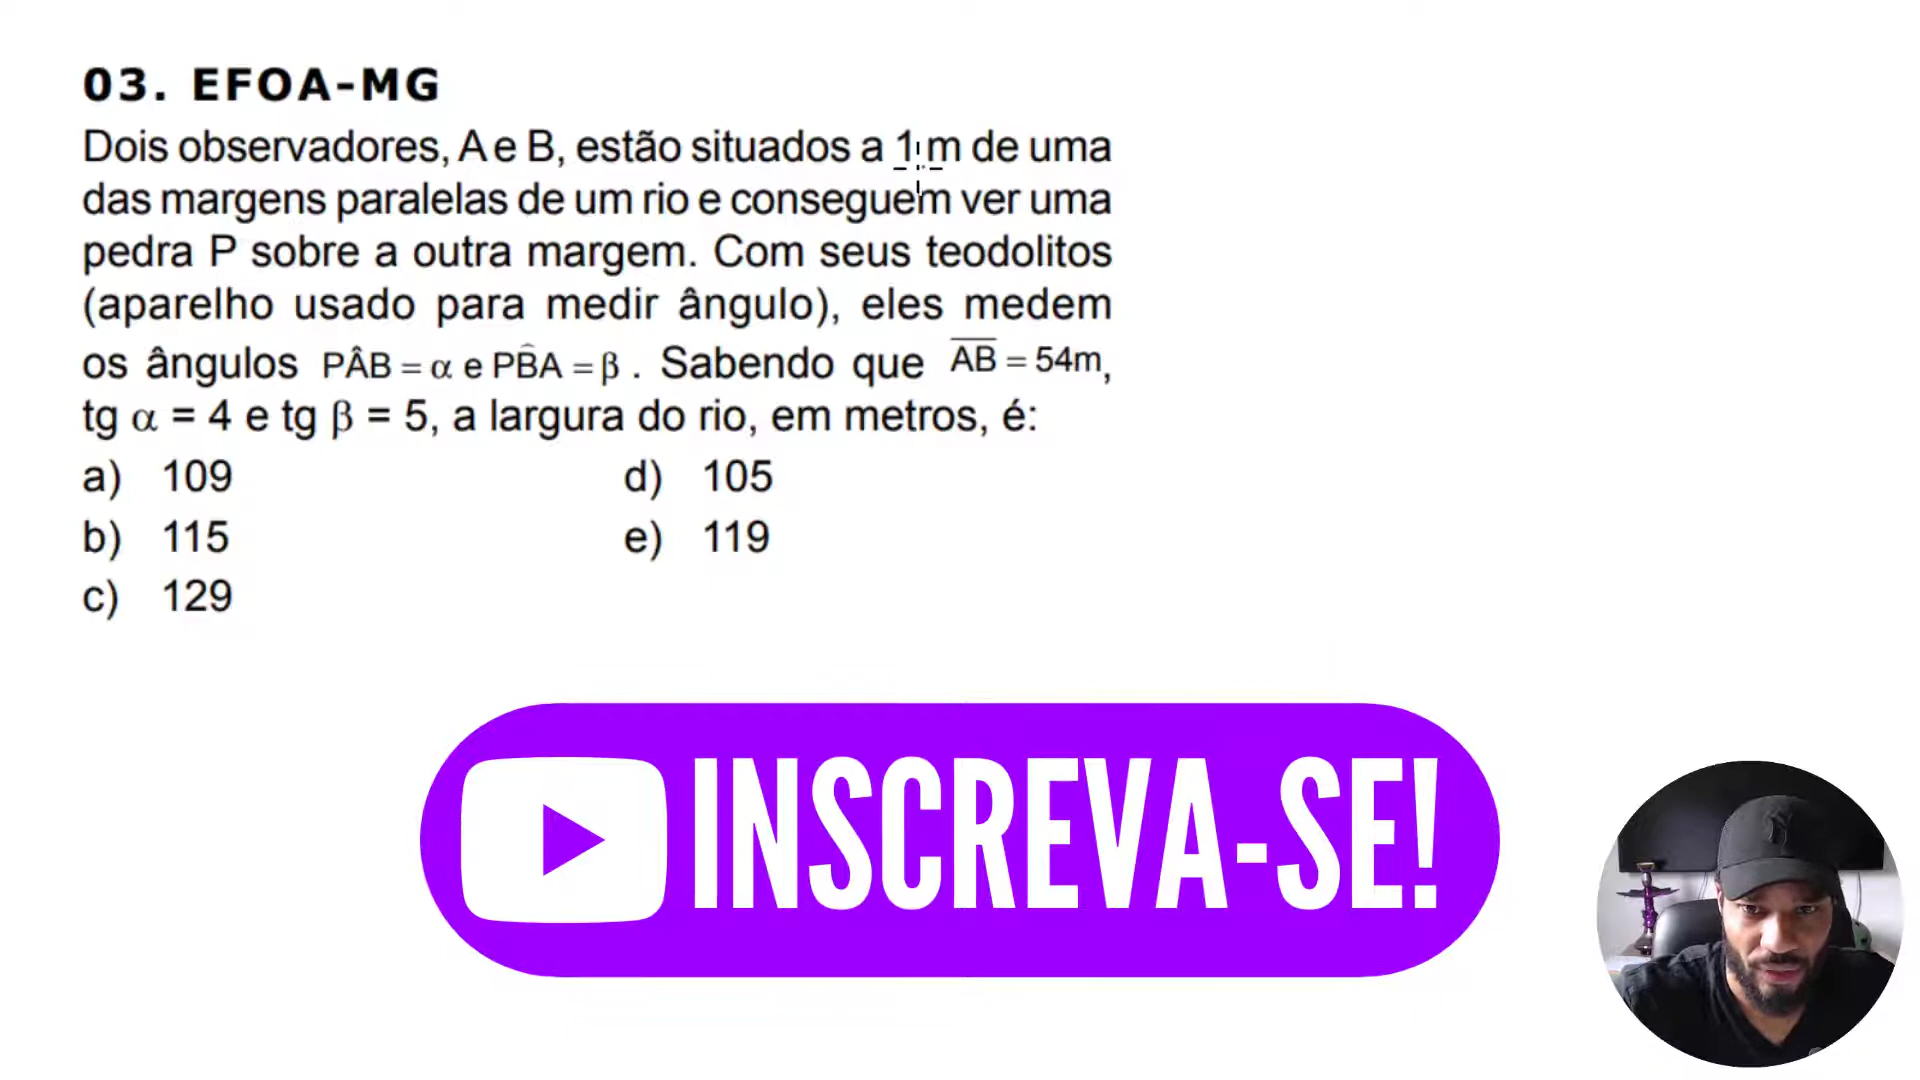 03. EFOA-MG
Dois observadores, A e B, estão situados a 1 m de uma
das margens paralelas de um rio e conseguem ver uma
pedra P sobre a outra margem. Com seus teodolitos
(aparelho usado para medir ângulo), eles medem
os ângulos PÂB = α e PB̂A = β . Sabendo que A̅B̅ = 54m,
tg α = 4 e tg β = 5, a largura do rio, em metros, é:
a) 109
b) 115
c) 129
d) 105
e) 119
INSCREVA-SE!